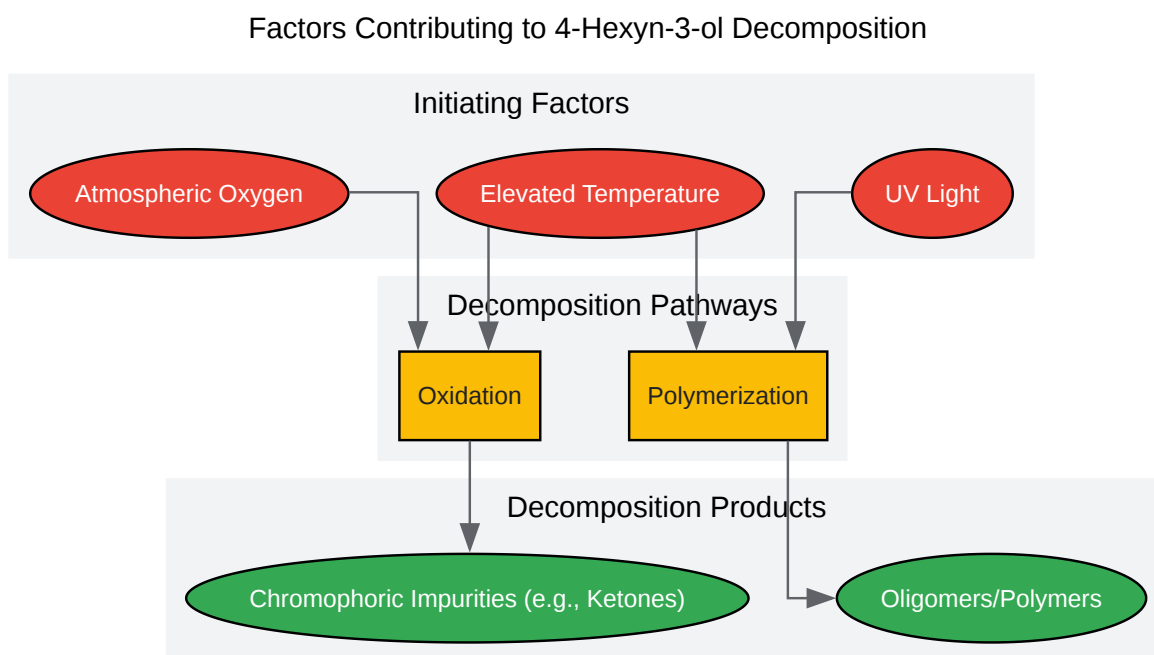 Factors Contributing to 4-Hexyn-3-ol Decomposition
Initiating Factors
Atmospheric Oxygen
Elevated Temperature
UV Light
Decomposition Pathways
Oxidation
Polymerization
Decomposition Products
Chromophoric Impurities (e.g., Ketones)
Oligomers/Polymers